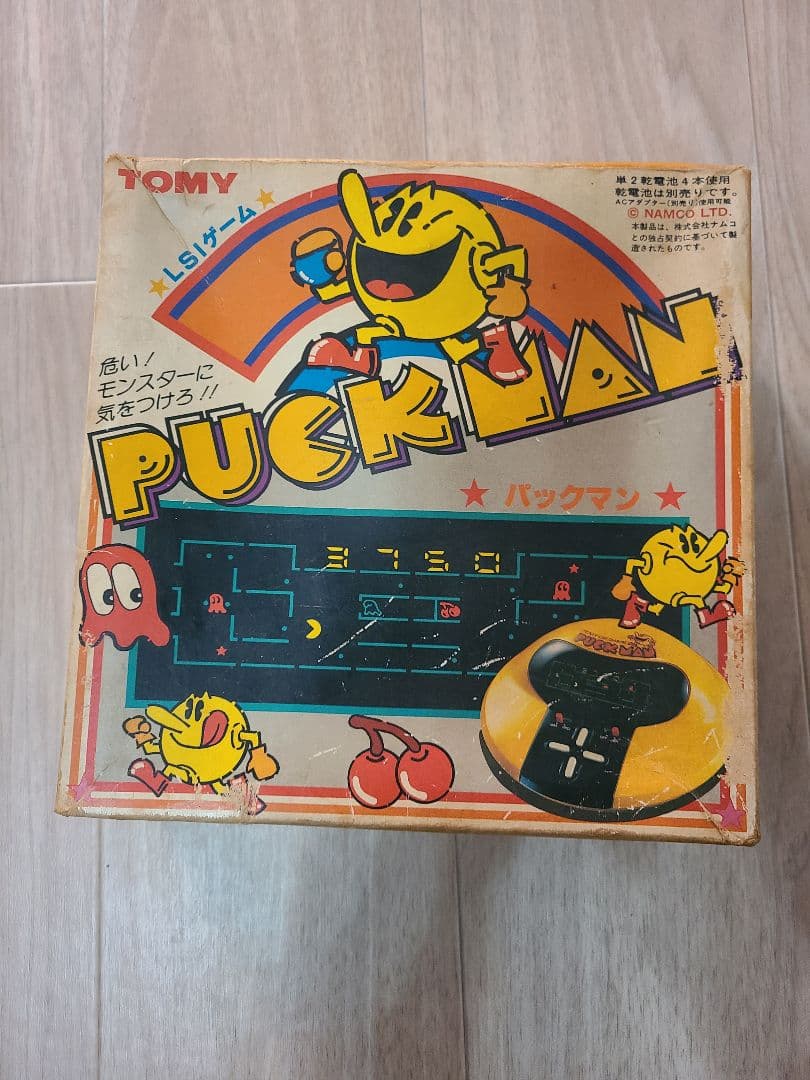 TOMY
LSIゲーム
単2乾電池4本使用
乾電池は別売りです。
ACアダプター(別売り)使用可能
© NAMCO LTD.
本製品は、株式会社ナムコ
との独占契約に基づいて製
造されたものです。
危い!
モンスターに
気をつけろ!!
PUCK MAN
パックマン
3750
PUCK MAN